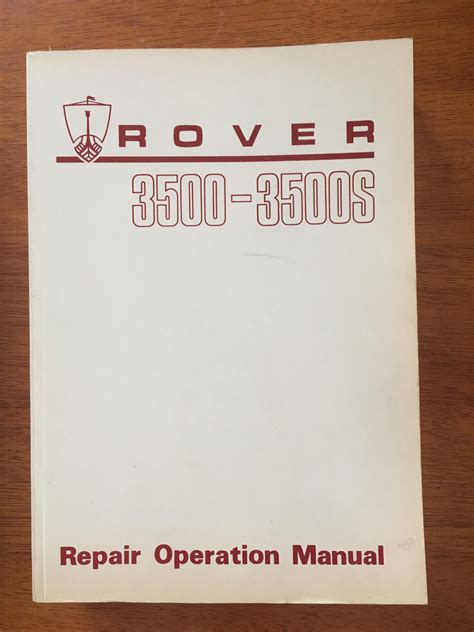 ROVER
3500-3500S
Repair Operation Manual